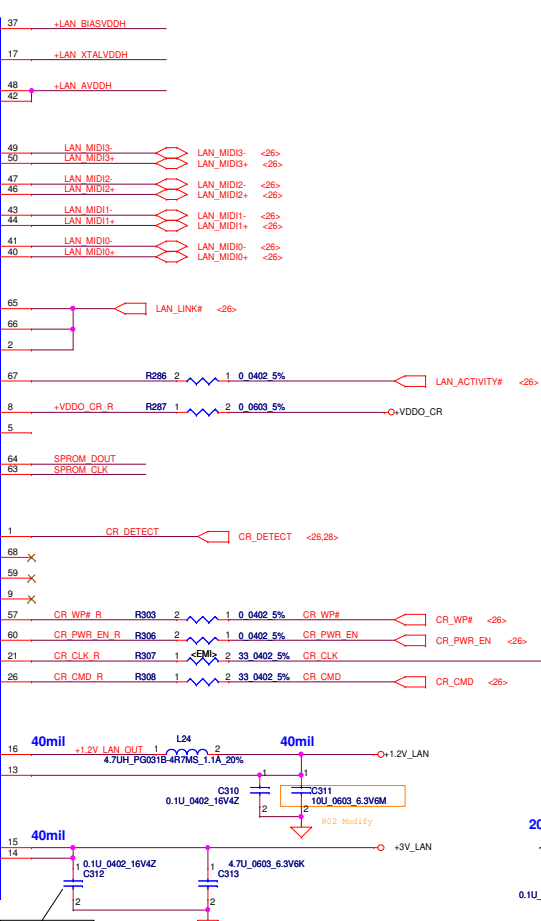 37 +LAN_BIASVDDH
17 +LAN_XTALVDDH
48 +LAN_AVDDH
42
49 LAN_MIDI3- LAN_MIDI3- <26>
50 LAN_MIDI3+ LAN_MIDI3+ <26>
47 LAN_MIDI2- LAN_MIDI2- <26>
46 LAN_MIDI2+ LAN_MIDI2+ <26>
43 LAN_MIDI1- LAN_MIDI1- <26>
44 LAN_MIDI1+ LAN_MIDI1+ <26>
41 LAN_MIDI0- LAN_MIDI0- <26>
40 LAN_MIDI0+ LAN_MIDI0+ <26>
65 LAN_LINK# <26>
66
2
67 R286 2 1 0_0402_5% LAN_ACTIVITY# <26>
8 +VDDO_CR_R R287 1 2 0_0603_5% +VDDO_CR
5
64 SPROM_DOUT
63 SPROM_CLK
1 CR_DETECT CR_DETECT <26,28>
68
59
9
57 CR_WP#_R R303 2 1 0_0402_5% CR_WP# CR_WP# <26>
60 CR_PWR_EN_R R306 2 1 0_0402_5% CR_PWR_EN CR_PWR_EN <26>
21 CR_CLK_R R307 1 <EMI> 2 33_0402_5% CR_CLK
26 CR_CMD_R R308 1 2 33_0402_5% CR_CMD CR_CMD <26>
40mil L24 40mil
16 +1.2V_LAN_OUT 1 2 +1.2V_LAN
4.7UH_PG031B-4R7MS_1.1A_20%
13 1 1
C310 C311
0.1U_0402_16V4Z 10U_0603_6.3V6M
2 2
R02 Modify
40mil 20
15 +3V_LAN
14
1 0.1U_0402_16V4Z 1 4.7U_0603_6.3V6K
C312 C313
2 2
0.1U_